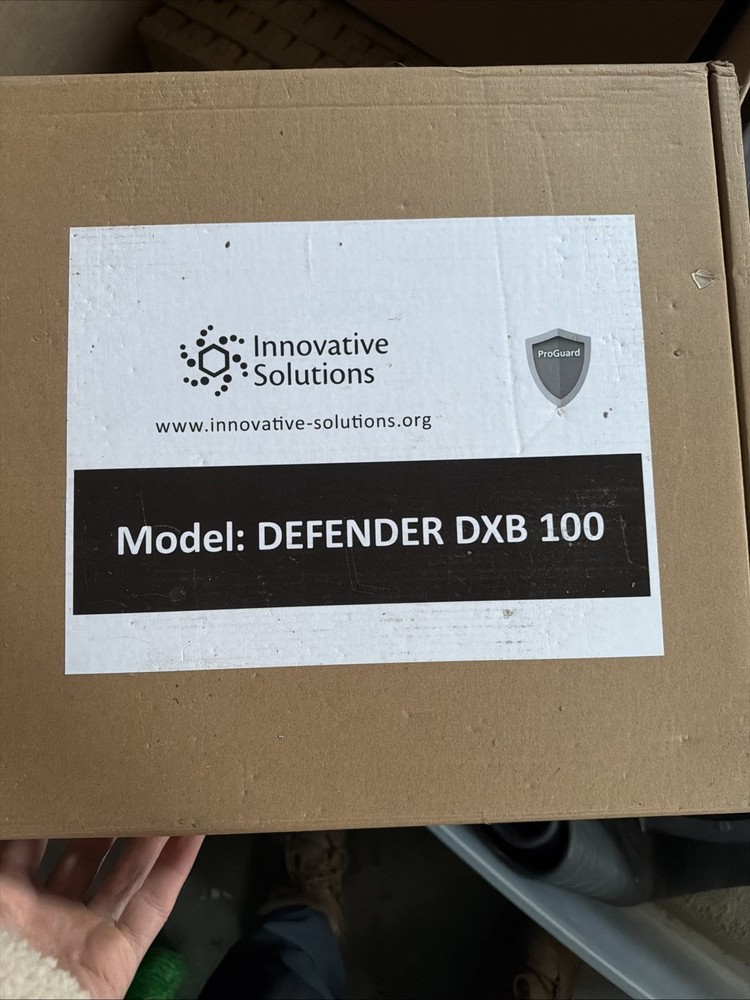 Innovative
Solutions
ProGuard
www.innovative-solutions.org
Model: DEFENDER DXB 100